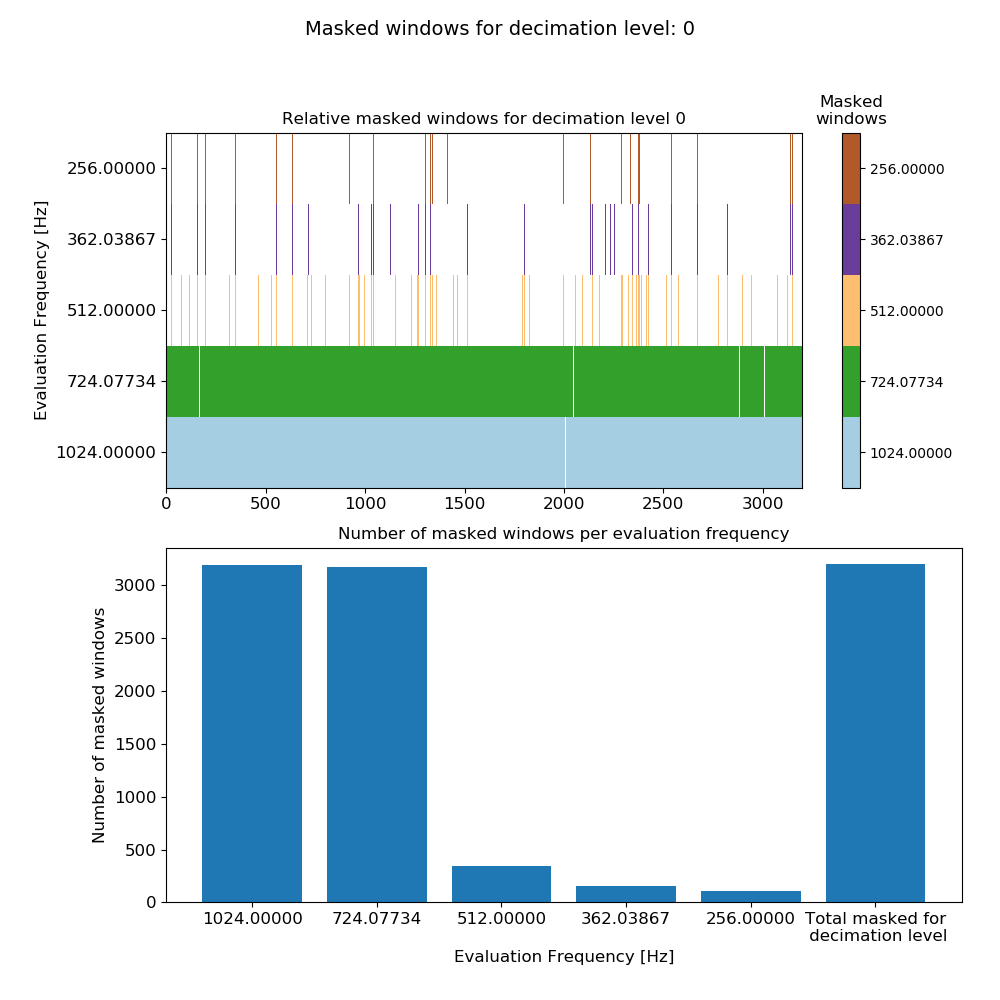 Masked windows for decimation level: 0
Relative masked windows for decimation level 0
Masked
windows
Evaluation Frequency [Hz]
256.00000
362.03867
512.00000
724.07734
1024.00000
0 500 1000 1500 2000 2500 3000
256.00000
362.03867
512.00000
724.07734
1024.00000
Number of masked windows per evaluation frequency
Number of masked windows
3000
2500
2000
1500
1000
500
0
1024.00000 724.07734 512.00000 362.03867 256.00000 Total masked for
decimation level
Evaluation Frequency [Hz]